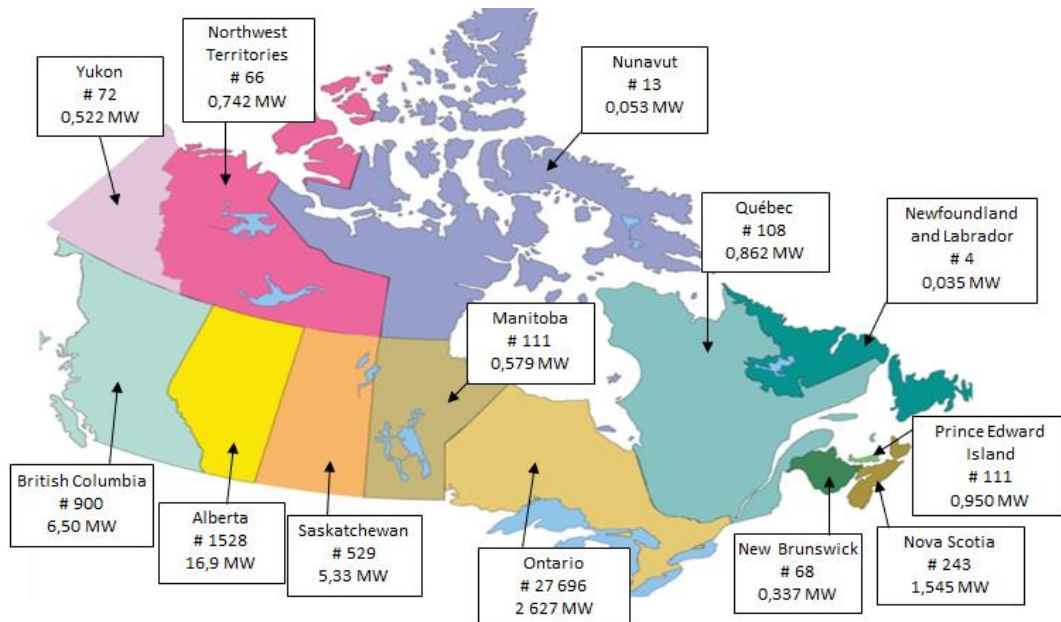 Northwest
Territories
# 66
0,742 MW
Yukon
# 72
0,522 MW
Nunavut
# 13
0,053 MW
Québec
# 108
0,862 MW
Newfoundland
and Labrador
# 4
0,035 MW
Manitoba
# 111
0,579 MW
British Columbia
# 900
6,50 MW
Alberta
# 1528
16,9 MW
Saskatchewan
# 529
5,33 MW
Ontario
# 27 696
2 627 MW
Prince Edward
Island
# 111
0,950 MW
New Brunswick
# 68
0,337 MW
Nova Scotia
# 243
1,545 MW